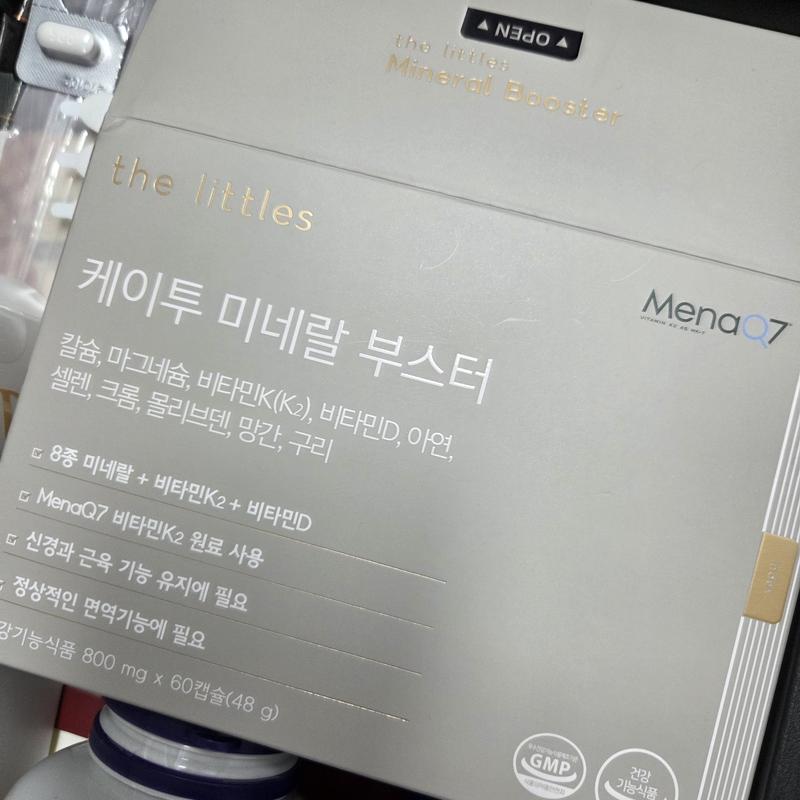 ▲ OPEN ▲
the littles
Mineral Booster
the littles
케이투 미네랄 부스터
MenaQ7
VITAMIN K2 AS MK-7
칼슘, 마그네슘, 비타민K(K2), 비타민D, 아연,
셀렌, 크롬, 몰리브덴, 망간, 구리
8종 미네랄 + 비타민K2 + 비타민D
MenaQ7 비타민K2 원료 사용
신경과 근육 기능 유지에 필요
정상적인 면역기능에 필요
강기능식품 800 mg x 60캡슐(48 g)
GMP
건강
기능식품